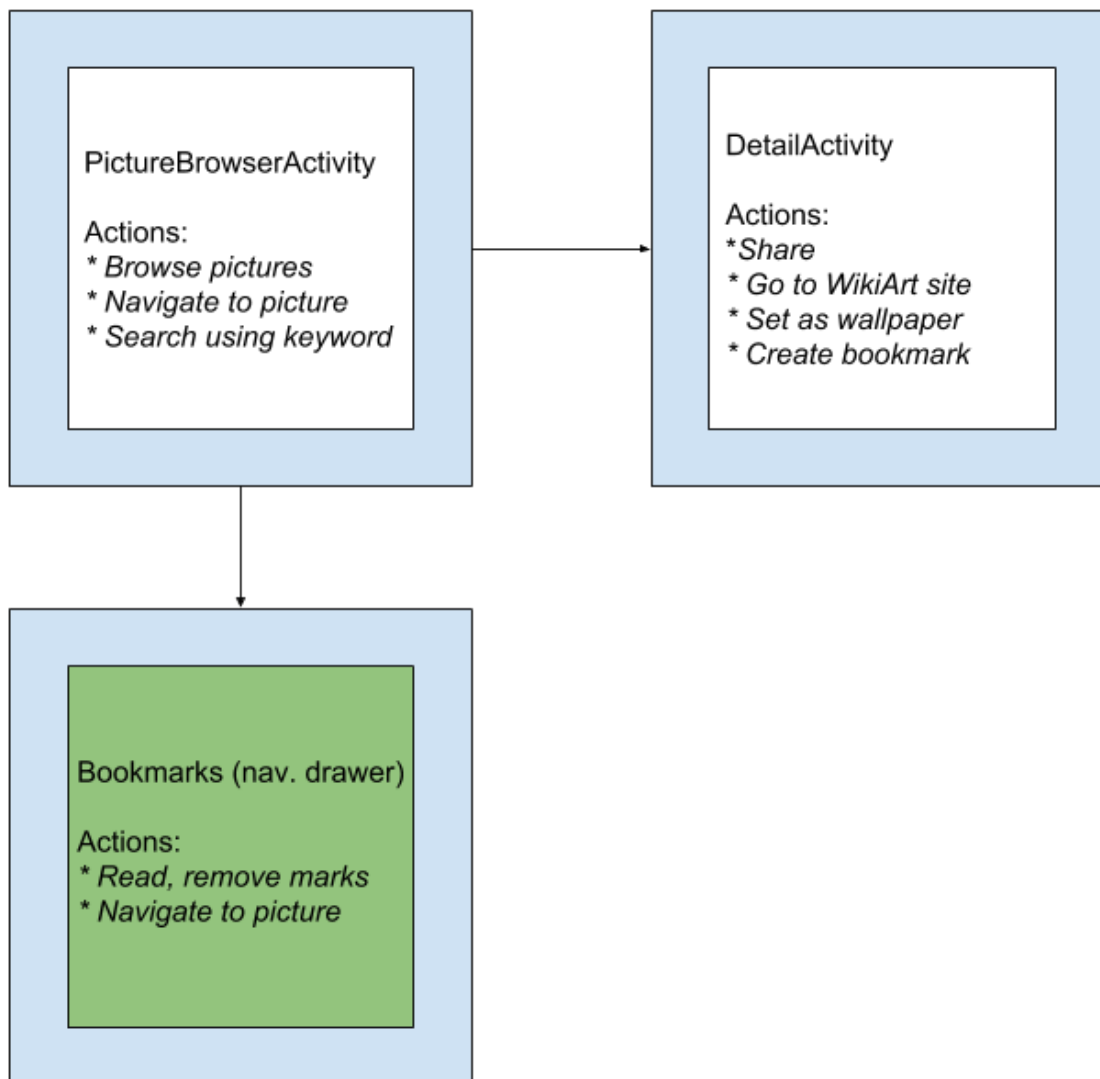 PictureBrowserActivity
Actions:
* Browse pictures
* Navigate to picture
* Search using keyword
DetailActivity
Actions:
*Share
* Go to WikiArt site
* Set as wallpaper
* Create bookmark
Bookmarks (nav. drawer)
Actions:
* Read, remove marks
* Navigate to picture